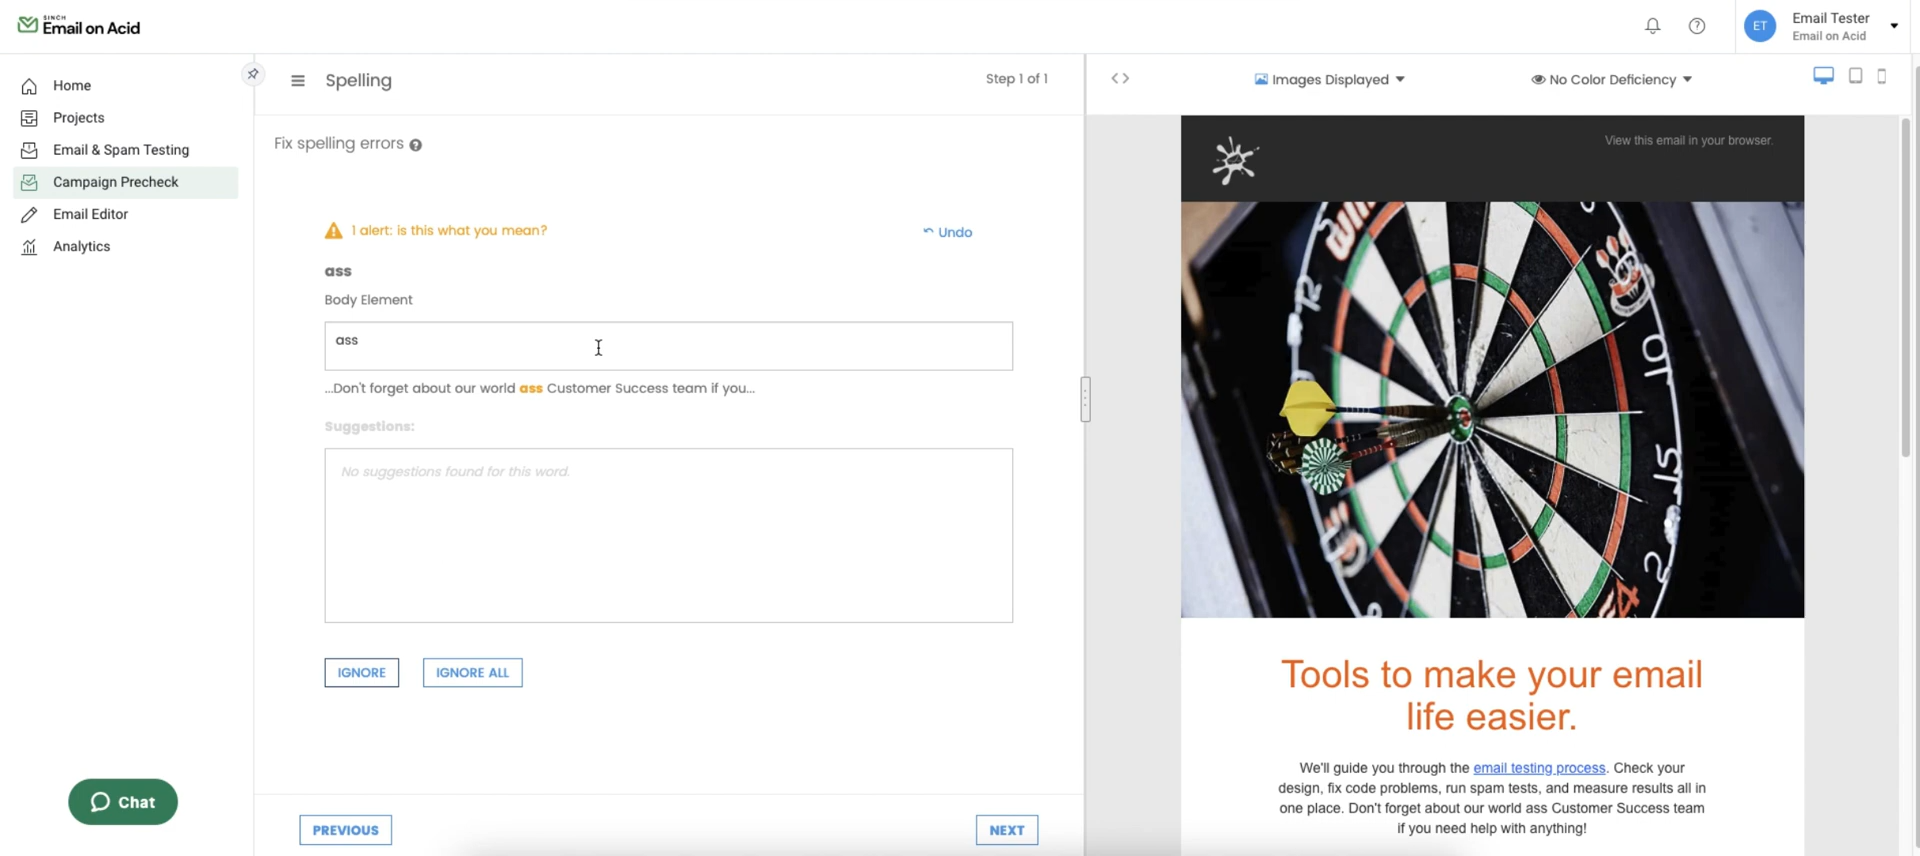 SINCH
Email on Acid
ET
Email Tester
Email on Acid
Home
Projects
Email & Spam Testing
Campaign Precheck
Email Editor
Analytics
Chat
Spelling
Step 1 of 1
Fix spelling errors
1 alert: is this what you mean?
Undo
ass
Body Element
ass
...Don't forget about our world ass Customer Success team if you...
Suggestions:
No suggestions found for this word.
IGNORE
IGNORE ALL
PREVIOUS
NEXT
Images Displayed
No Color Deficiency
View this email in your browser.
10
15
2
Tools to make your email
life easier.
We'll guide you through the email testing process. Check your
design, fix code problems, run spam tests, and measure results all in
one place. Don't forget about our world ass Customer Success team
if you need help with anything!